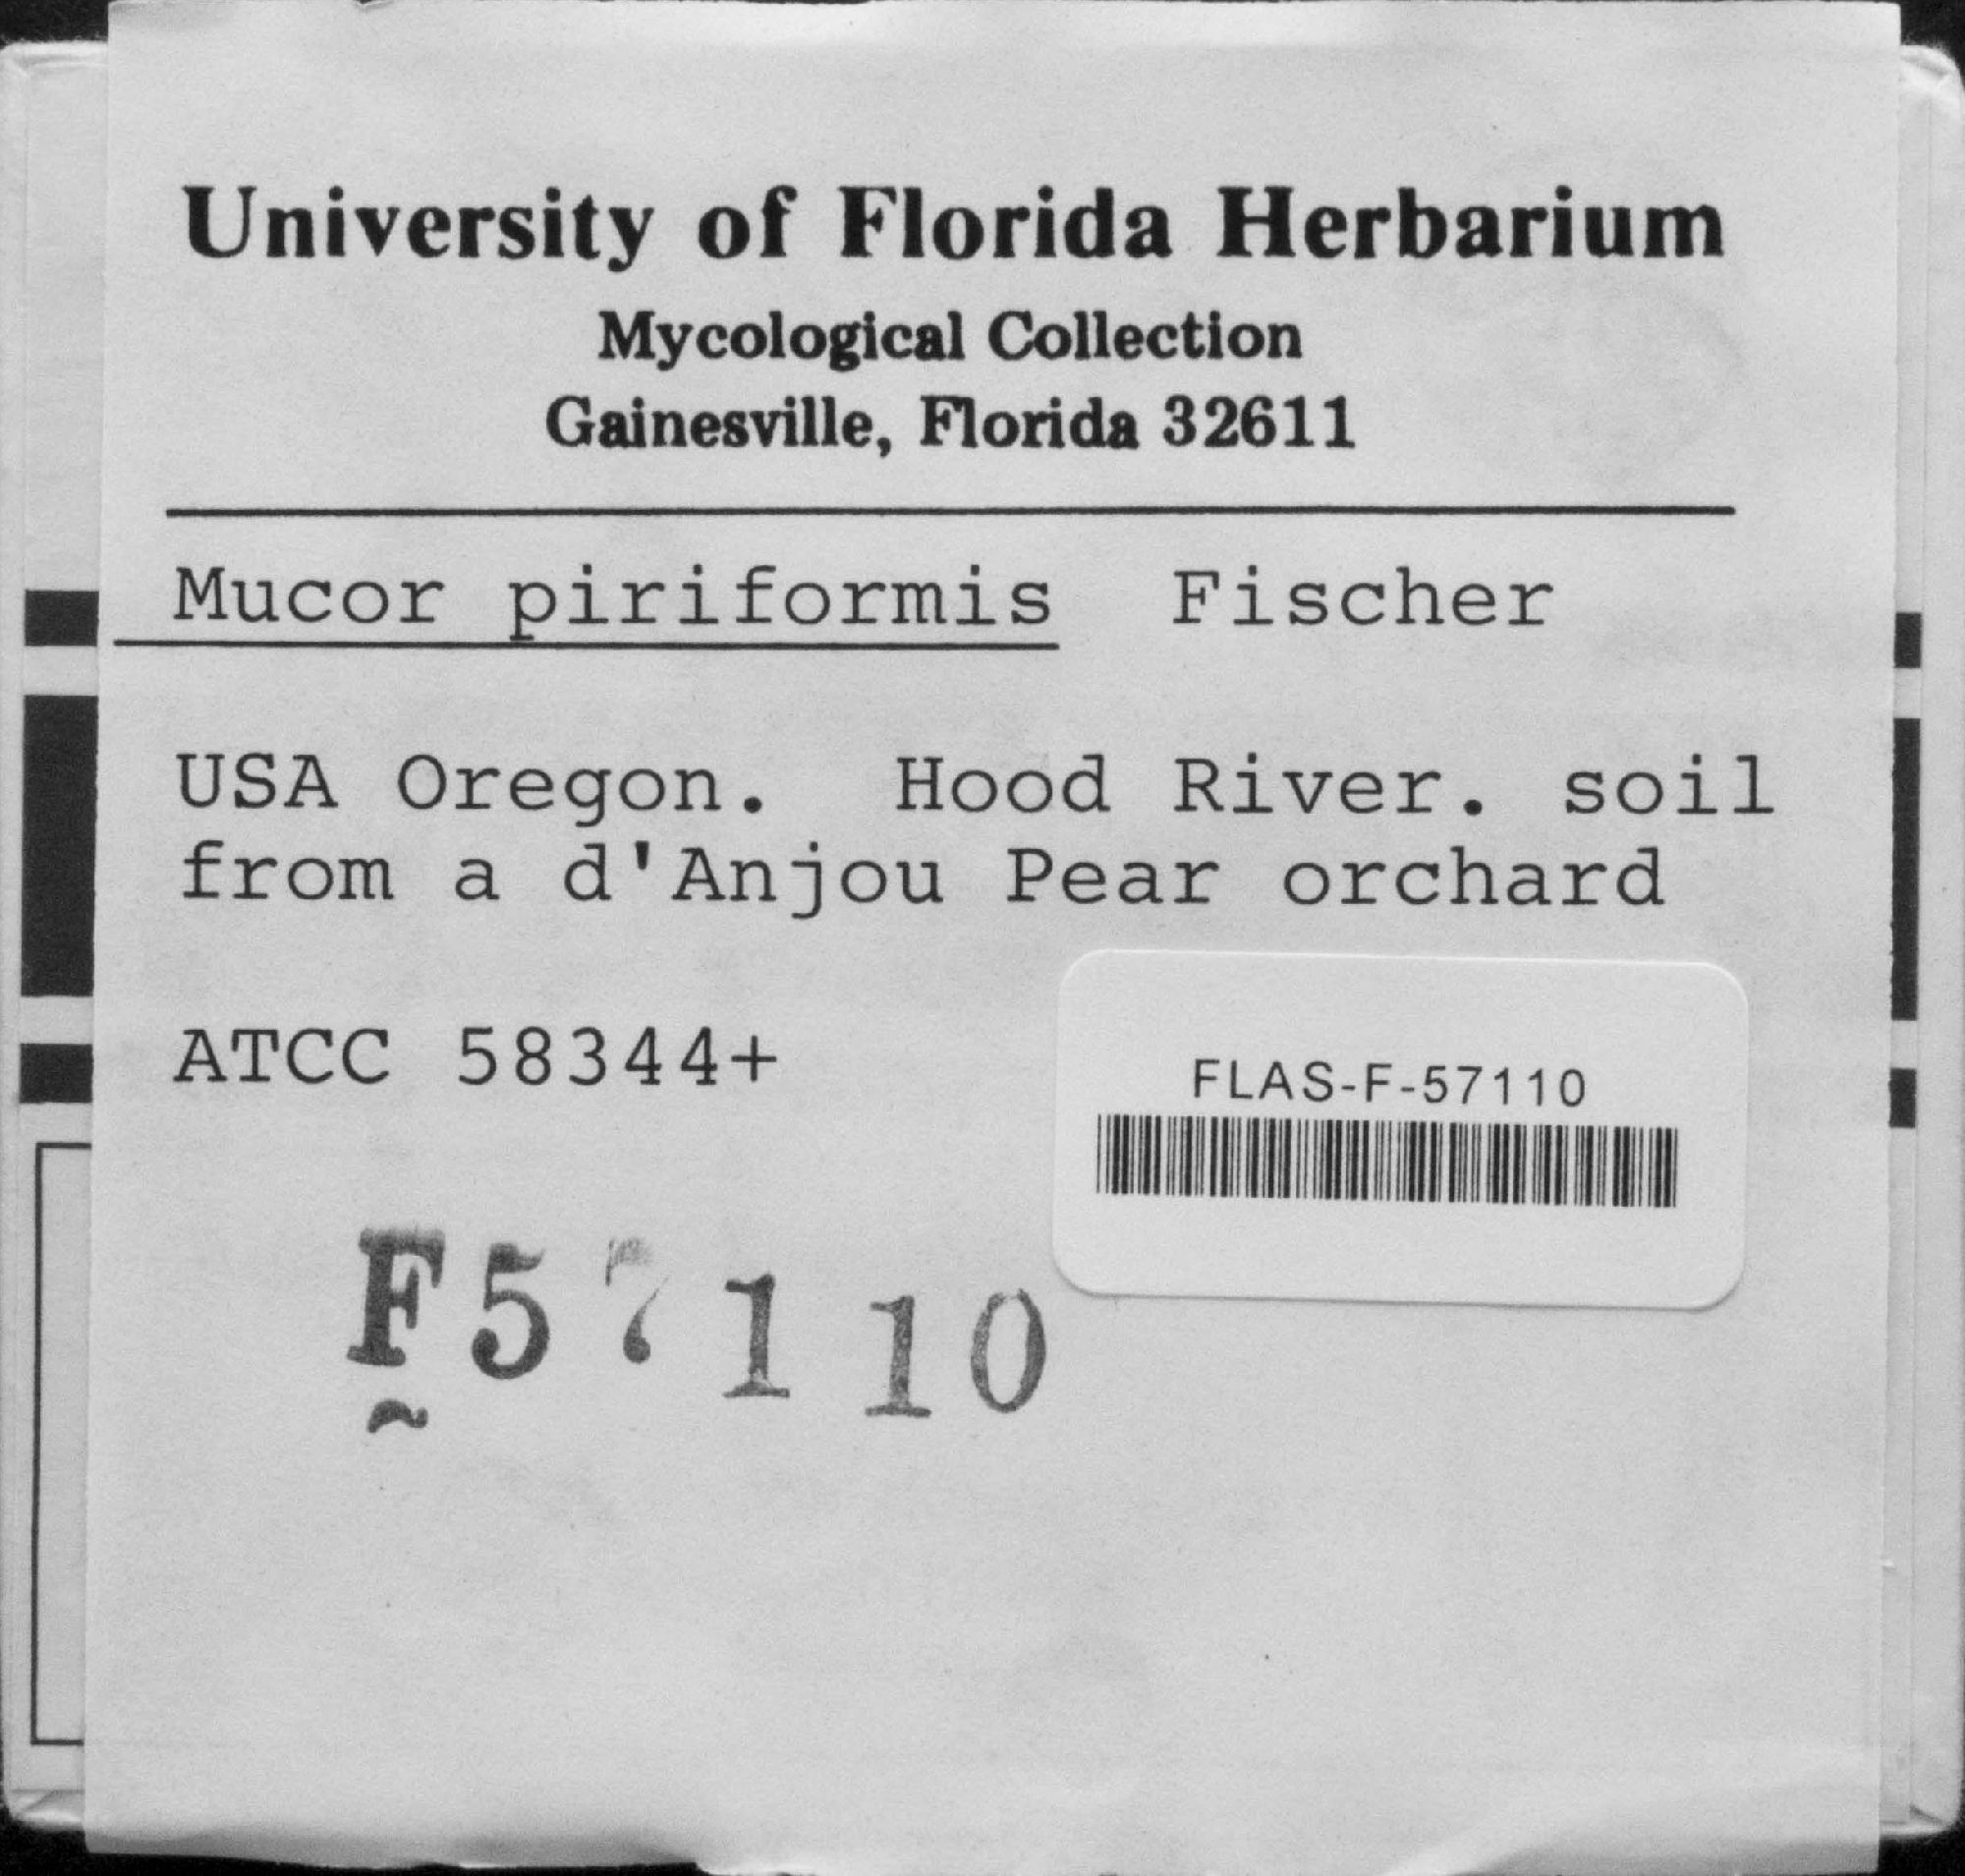 University of Florida Herbarium
Mycological Collection
Gainesville, Florida 32611
Mucor piriformis Fischer
USA Oregon. Hood River. soil
from a d'Anjou Pear orchard
ATCC 58344+
FLAS-F-57110
F57110